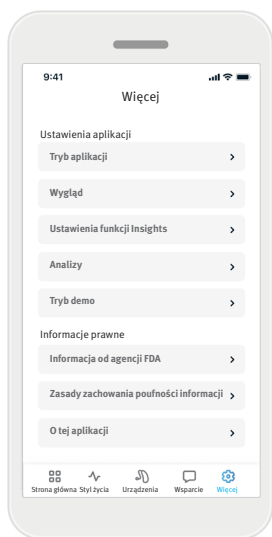 9:41
Więcej
Ustawienia aplikacji
Tryb aplikacji
Wygląd
Ustawienia funkcji Insights
Analizy
Tryb demo
Informacje prawne
Informacja od agencji FDA
Zasady zachowania poufności informacji
O tej aplikacji
Strona główna Styl życia Urządzenia Wsparcie Więcej